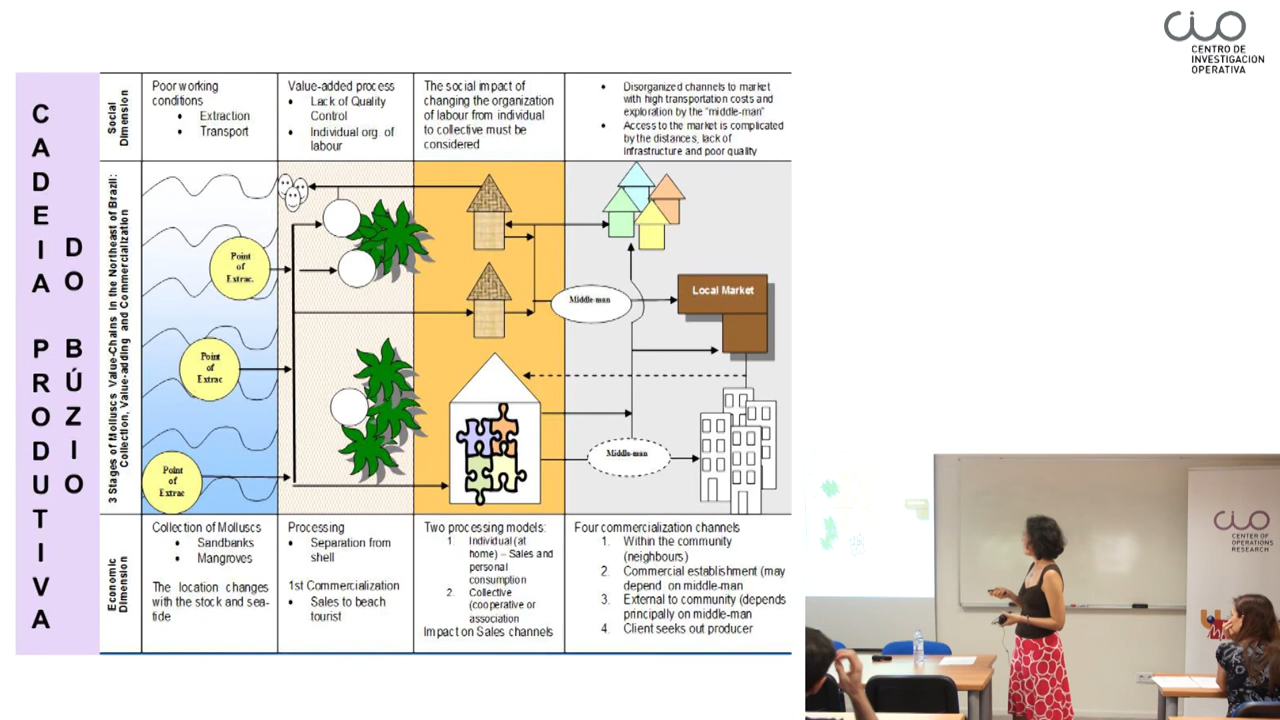 CIO
CENTRO DE
INVESTIGACION
OPERATIVA
CADEIA PRODUTIVA
DO BÚZIO
Social
Dimension
Poor working
conditions
• Extraction
• Transport
Value-added process
• Lack of Quality
Control
• Individual org. of
labour
The social impact of
changing the organization
of labour from individual
to collective must be
considered
• Disorganized channels to market
with high transportation costs and
exploration by the "middle-man"
• Access to the market is complicated
by the distances, lack of
infrastructure and poor quality
3 Stages of Molluscs Value-Chains in the Northeast of Brazil:
Collection, Value-adding and Commercialization
Point
of
Extrac.
Point
of
Extrac
Point
of
Extrac
Middle-man
Local Market
Middle-man
Economic
Dimension
Collection of Molluscs
• Sandbanks
• Mangroves
The location changes
with the stock and sea-
tide
Processing
• Separation from
shell
1st Commercialization
• Sales to beach
tourist
Two processing models:
1. Individual (at
home) – Sales and
personal
consumption
2. Collective
(cooperative or
association
Impact on Sales channels
Four commercialization channels
1. Within the community
(neighbours)
2. Commercial establishment (may
depend on middle-man
3. External to community (depends
principally on middle-man
4. Client seeks out producer
CIO
CENTER OF
OPERATIONS
RESEARCH